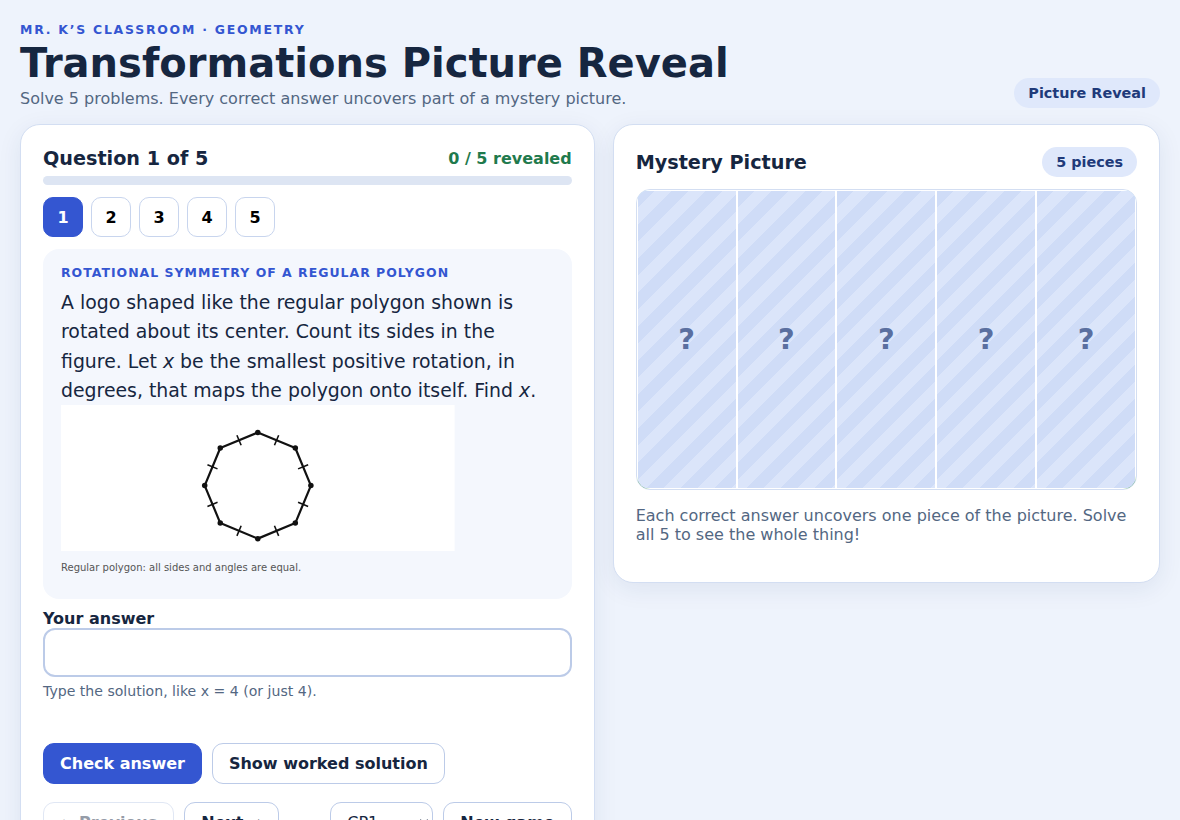 MR. K’S CLASSROOM · GEOMETRY
Transformations Picture Reveal
Solve 5 problems. Every correct answer uncovers part of a mystery picture.
Picture Reveal
Question 1 of 5
0 / 5 revealed
1 2 3 4 5
ROTATIONAL SYMMETRY OF A REGULAR POLYGON
A logo shaped like the regular polygon shown is
rotated about its center. Count its sides in the
figure. Let x be the smallest positive rotation, in
degrees, that maps the polygon onto itself. Find x.
Regular polygon: all sides and angles are equal.
Your answer
Type the solution, like x = 4 (or just 4).
Check answer
Show worked solution
Previous
Next
CP1
New game
Mystery Picture
5 pieces
? ? ? ? ?
Each correct answer uncovers one piece of the picture. Solve
all 5 to see the whole thing!